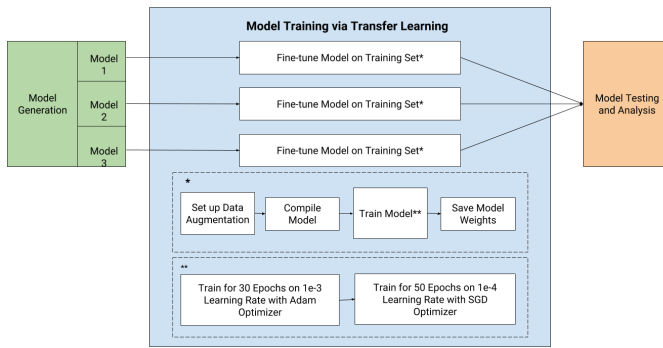 Model Training via Transfer Learning
Model
Generation
Model
1
Model
2
Model
3
Fine-tune Model on Training Set*
Fine-tune Model on Training Set*
Fine-tune Model on Training Set*
Model Testing
and Analysis
*
Set up Data
Augmentation
Compile
Model
Train Model**
Save Model
Weights
**
Train for 30 Epochs on 1e-3
Learning Rate with Adam
Optimizer
Train for 50 Epochs on 1e-4
Learning Rate with SGD
Optimizer